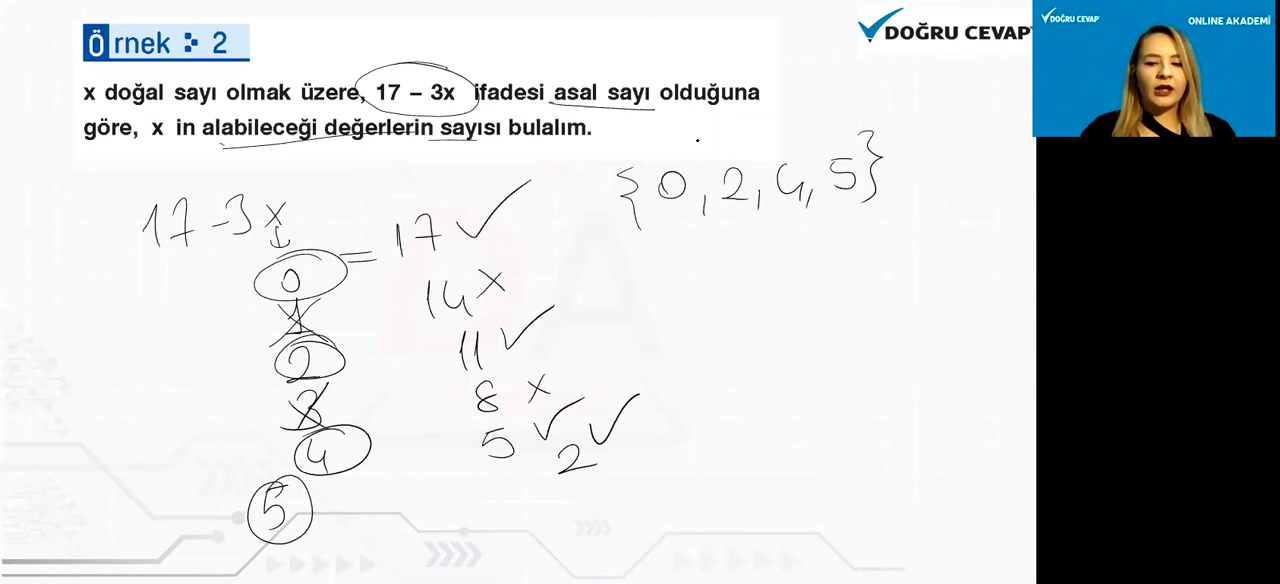 Örnek 2
DOĞRU CEVAP
DOĞRU CEVAP
ONLINE AKADEMİ
x doğal sayı olmak üzere, 17 – 3x ifadesi asal sayı olduğuna
göre, x in alabileceği değerlerin sayısı bulalım.
{0, 2, 4, 5}
17 - 3x
0 = 17 ✓
1 14 x
2 11 ✓
3 8 x
4 5 ✓ 2 ✓
5